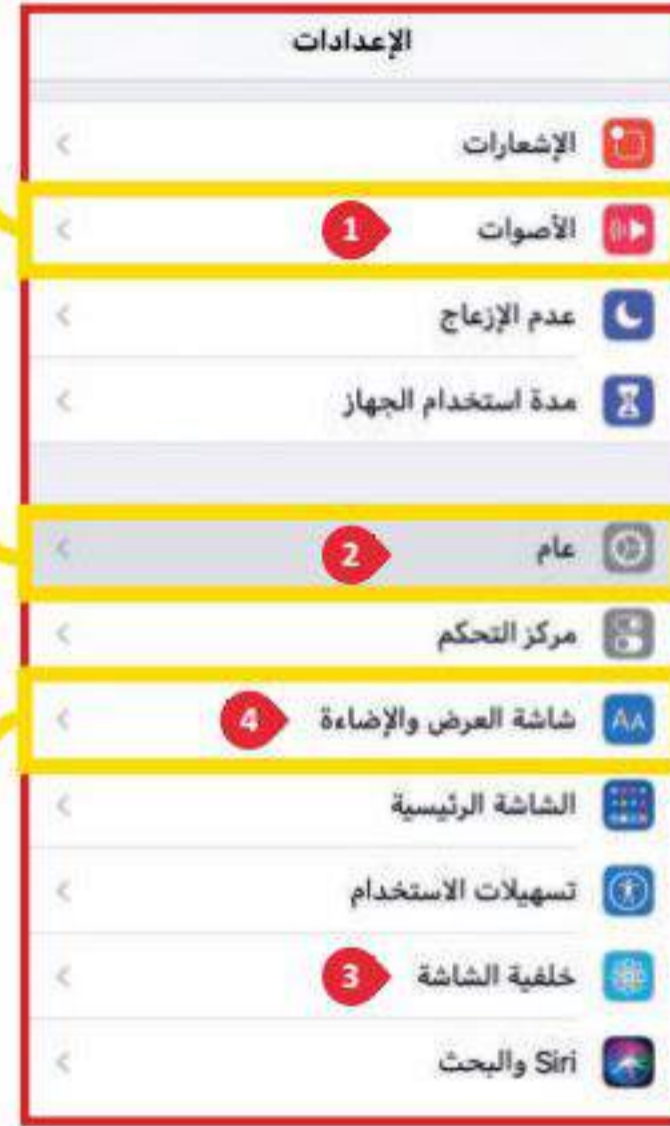 الإعدادات
الإشعارات
الأصوات 1
عدم الإزعاج
مدة استخدام الجهاز
عام 2
مركز التحكم
شاشة العرض والإضاءة 4
الشاشة الرئيسية
تسهيلات الاستخدام
خلفية الشاشة 3
Siri والبحث